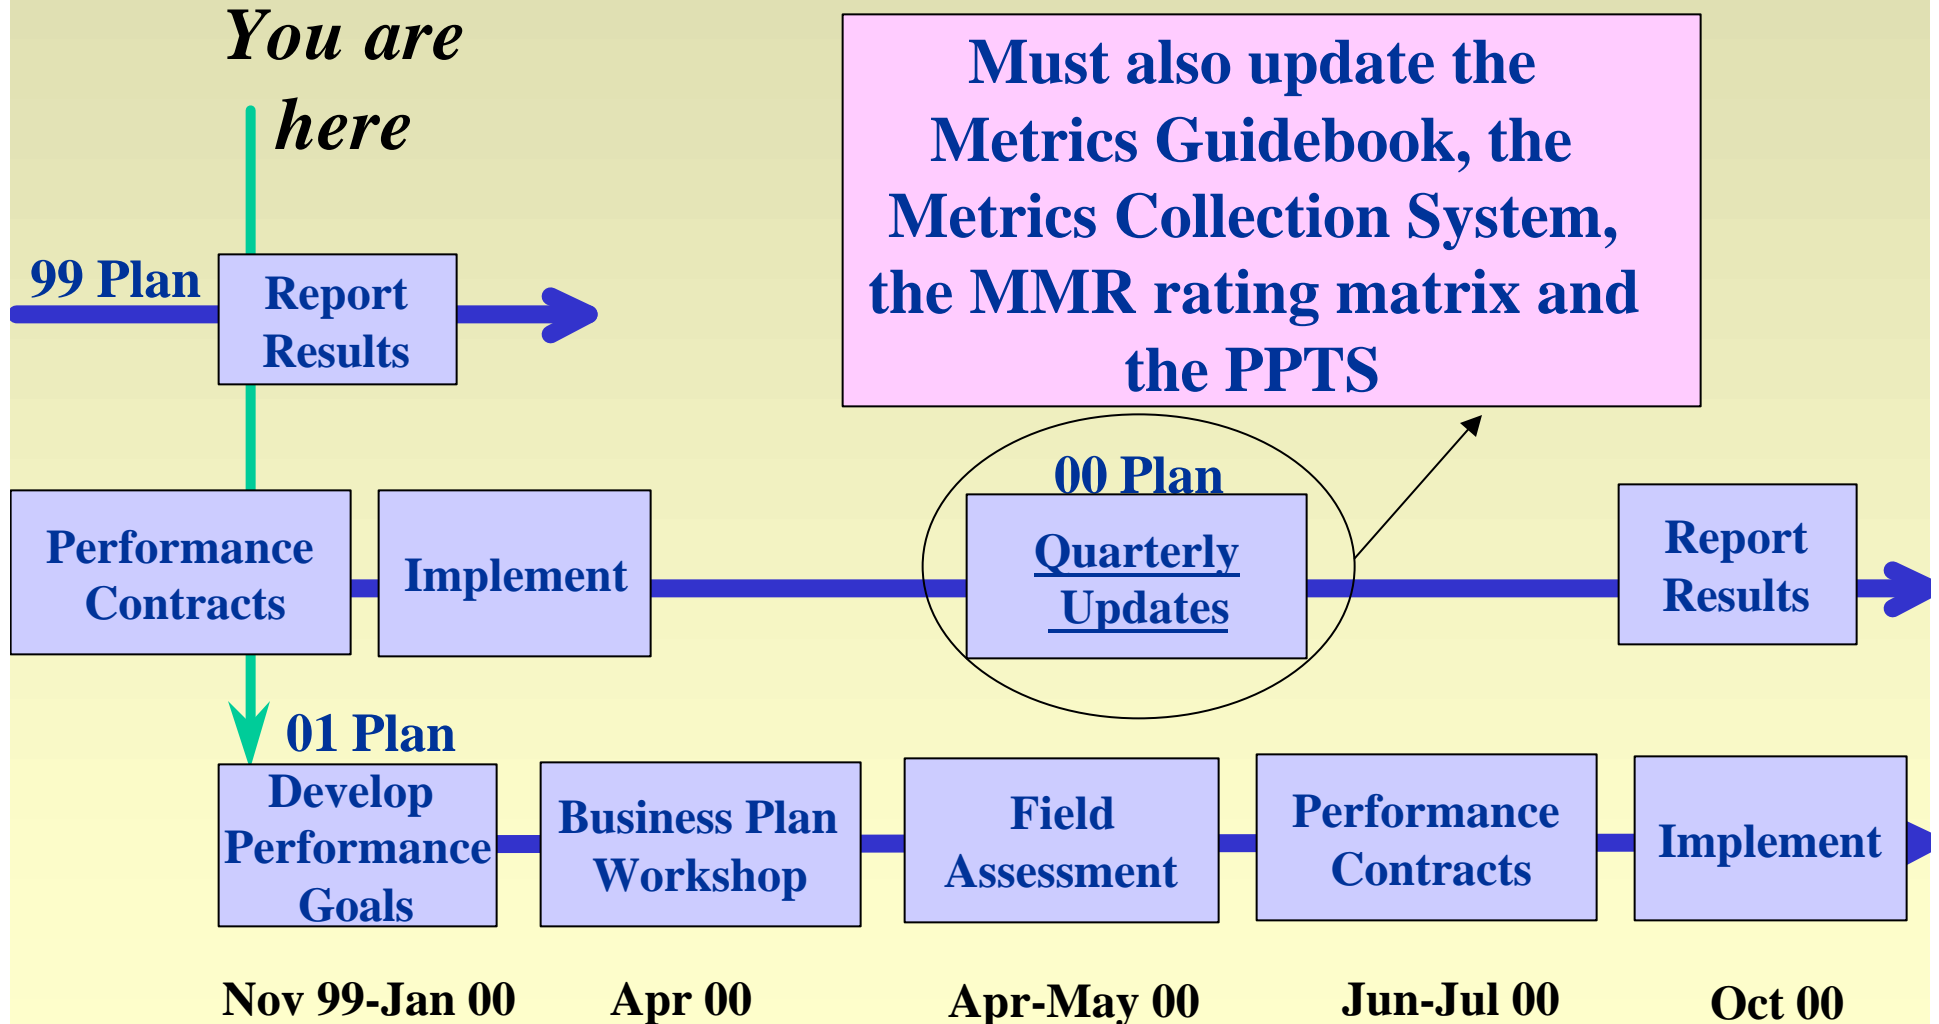 You are
here
Must also update the
Metrics Guidebook, the
Metrics Collection System,
the MMR rating matrix and
the PPTS
99 Plan
Report
Results
00 Plan
Performance
Contracts
Implement
Quarterly
Updates
Report
Results
01 Plan
Develop
Performance
Goals
Business Plan
Workshop
Field
Assessment
Performance
Contracts
Implement
Nov 99-Jan 00
Apr 00
Apr-May 00
Jun-Jul 00
Oct 00